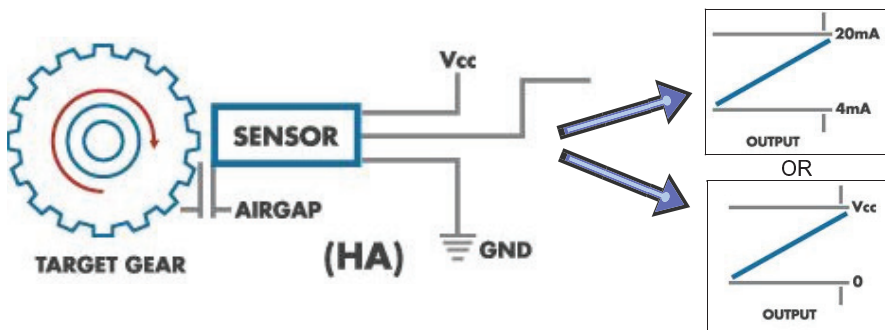 Vcc
SENSOR
AIRGAP
TARGET GEAR
(HA)
GND
20mA
4mA
OUTPUT
OR
Vcc
0
OUTPUT